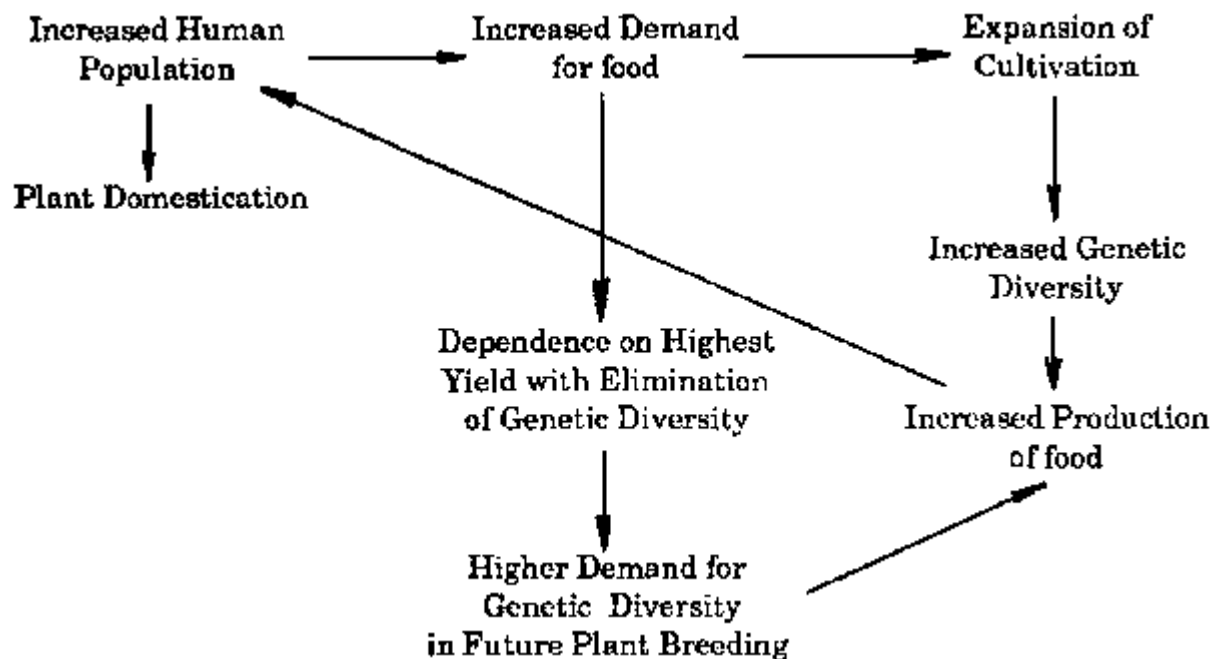 Increased Human
Population
Increased Demand
for food
Expansion of
Cultivation
Plant Domestication
Increased Genetic
Diversity
Dependence on Highest
Yield with Elimination
of Genetic Diversity
Increased Production
of food
Higher Demand for
Genetic Diversity
in Future Plant Breeding